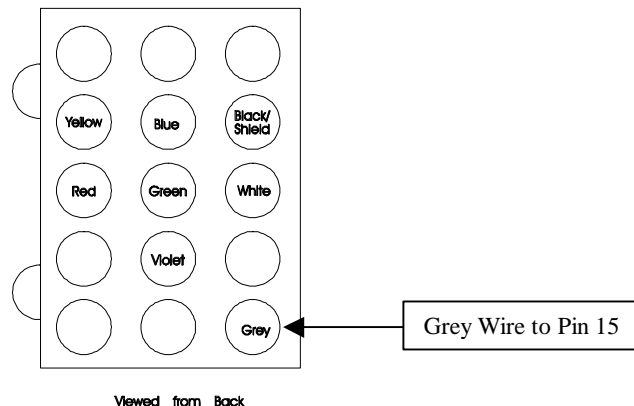 Yellow
Blue
Black/
Shield
Red
Green
White
Violet
Grey
Grey Wire to Pin 15
Viewed from Back